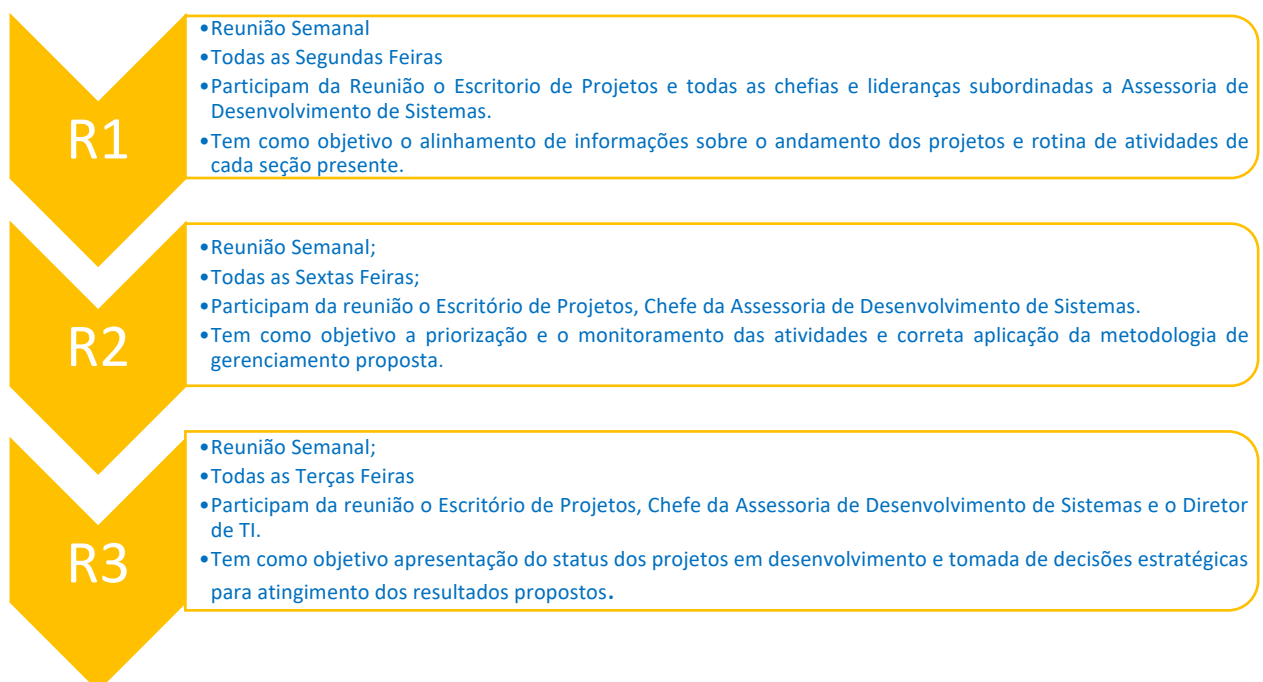 R1
•Reunião Semanal
•Todas as Segundas Feiras
•Participam da Reunião o Escritorio de Projetos e todas as chefias e lideranças subordinadas a Assessoria de
Desenvolvimento de Sistemas.
•Tem como objetivo o alinhamento de informações sobre o andamento dos projetos e rotina de atividades de
cada seção presente.
R2
•Reunião Semanal;
•Todas as Sextas Feiras;
•Participam da reunião o Escritório de Projetos, Chefe da Assessoria de Desenvolvimento de Sistemas.
•Tem como objetivo a priorização e o monitoramento das atividades e correta aplicação da metodologia de
gerenciamento proposta.
R3
•Reunião Semanal;
•Todas as Terças Feiras
•Participam da reunião o Escritório de Projetos, Chefe da Assessoria de Desenvolvimento de Sistemas e o Diretor
de TI.
•Tem como objetivo apresentação do status dos projetos em desenvolvimento e tomada de decisões estratégicas
para atingimento dos resultados propostos.